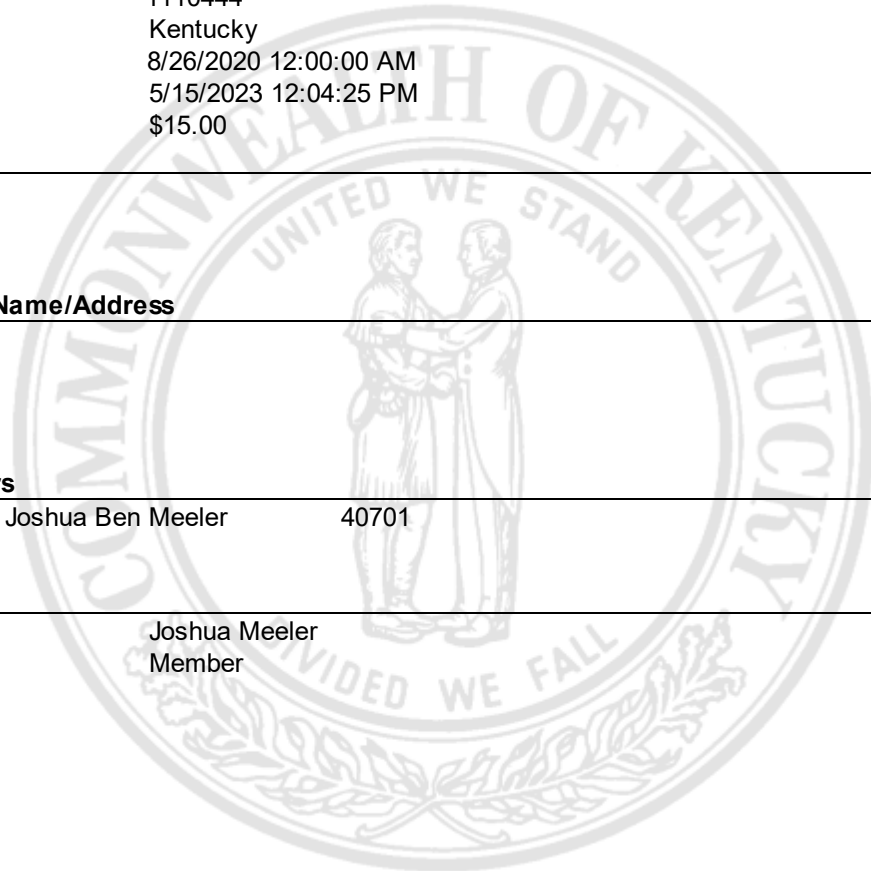 Kentucky
8/26/2020 12:00:00 AM
5/15/2023 12:04:25 PM
$15.00
COMMONWEALTH OF KENTUCKY
UNITED WE STAND
Name/Address
Joshua Ben Meeler 40701
Joshua Meeler
Member
DIVIDED WE FALL